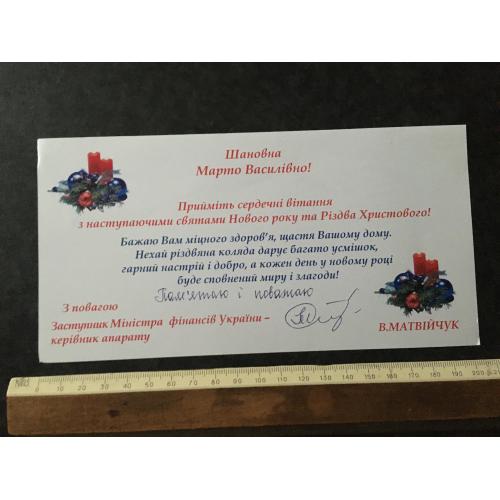 Шановна
Марто Василівно!
Прийміть сердечні вітання
з наступаючими святами Нового року та Різдва Христового!
Бажаю Вам міцного здоров'я, щастя Вашому дому.
Нехай різдвяна коляда дарує багато усмішок,
гарний настрій і добро, а кожен день у новому році
буде сповнений миру і злагоди!
Пам'ятаю і поважаю
З повагою
Заступник Міністра фінансів України –
керівник апарату
В.МАТВІЙЧУК